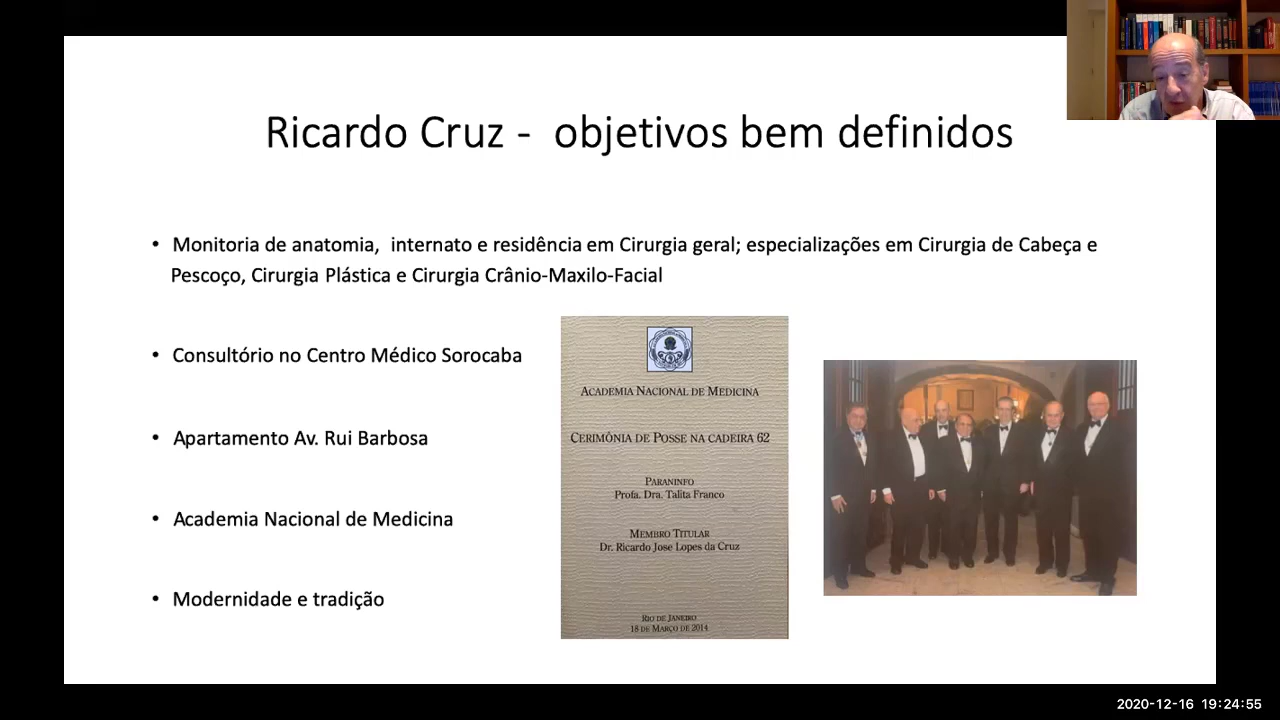 Ricardo Cruz - objetivos bem definidos
• Monitoria de anatomia, internato e residência em Cirurgia geral; especializações em Cirurgia de Cabeça e
Pescoço, Cirurgia Plástica e Cirurgia Crânio-Maxilo-Facial
• Consultório no Centro Médico Sorocaba
• Apartamento Av. Rui Barbosa
• Academia Nacional de Medicina
• Modernidade e tradição
ACADEMIA NACIONAL DE MEDICINA
CERIMÔNIA DE POSSE NA CADEIRA 62
PARANINFO
Profa. Dra. Talita Franco
MEMBRO TITULAR
Dr. Ricardo Jose Lopes da Cruz
RIO DE JANEIRO
18 DE MARÇO DE 2014
2020-12-16 19:24:55